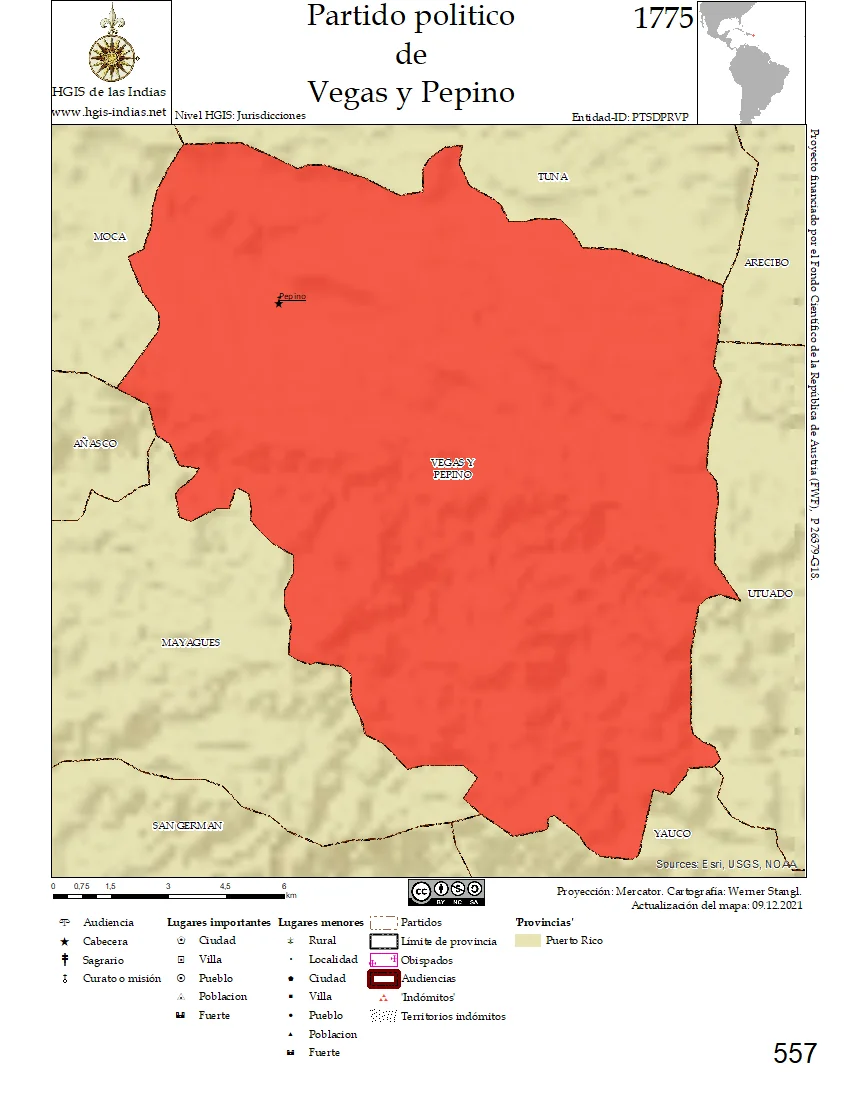 Partido politico
de
Vegas y Pepino
1775
HGIS de las Indias
www.hgis-indias.net
Nivel HGIS: Jurisdicciones
Entidad-ID: PTSDPRVP
TUNA
MOCA
ARECIBO
Pepino
AÑASCO
VEGAS Y
PEPINO
UTUADO
MAYAGUES
SAN GERMAN
YAUCO
Sources: Esri, USGS, NOAA
Proyecto financiado por el Fondo Científico de la República de Austria (FWF), P 26379-G18.
0 0,75 1,5 3 4,5 6
km
cc BY NC SA
Proyección: Mercator. Cartografía: Werner Stangl.
Actualización del mapa: 09.12.2021
Audiencia
Cabecera
Sagrario
Curato o misión
Lugares importantes
Ciudad
Villa
Pueblo
Poblacion
Fuerte
Lugares menores
Rural
Localidad
Ciudad
Villa
Pueblo
Poblacion
Fuerte
Partidos
Límite de provincia
Obispados
Audiencias
'Indómitos'
Territorios indómitos
'Provincias'
Puerto Rico
557